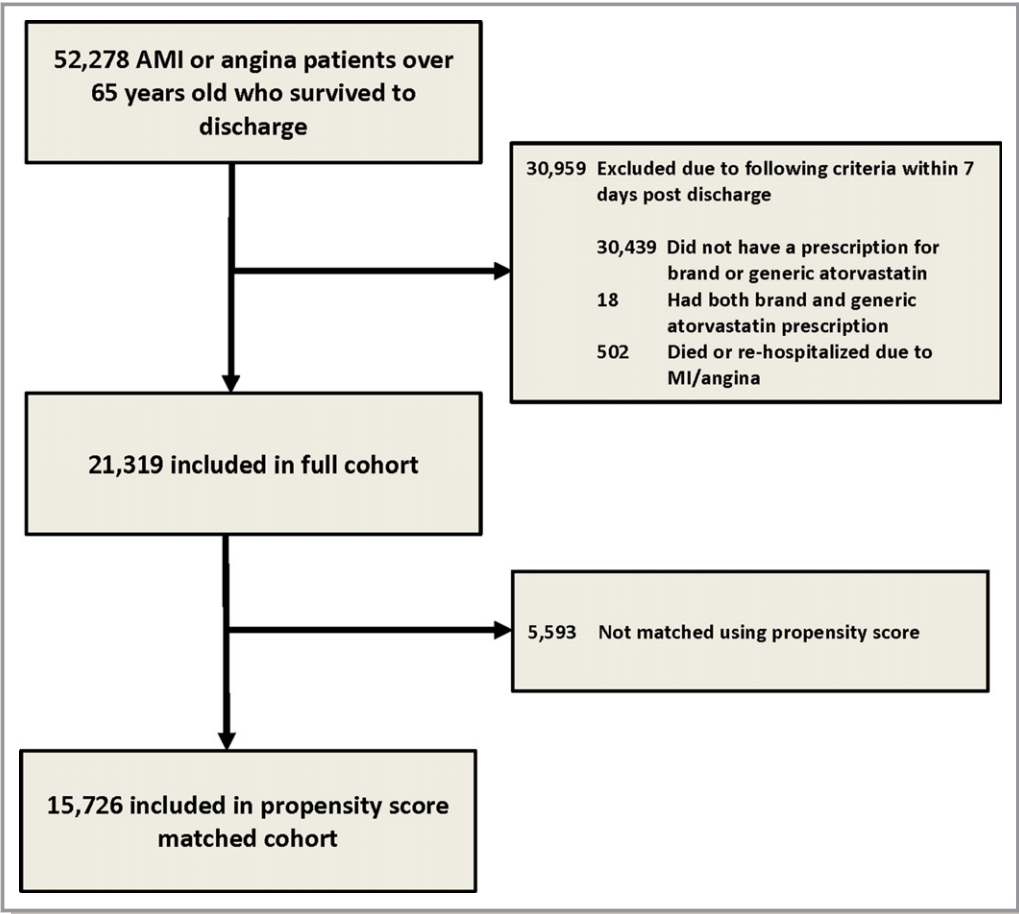 52,278 AMI or angina patients over
65 years old who survived to
discharge
30,959 Excluded due to following criteria within 7
days post discharge
30,439 Did not have a prescription for
brand or generic atorvastatin
18 Had both brand and generic
atorvastatin prescription
502 Died or re-hospitalized due to
MI/angina
21,319 included in full cohort
5,593 Not matched using propensity score
15,726 included in propensity score
matched cohort